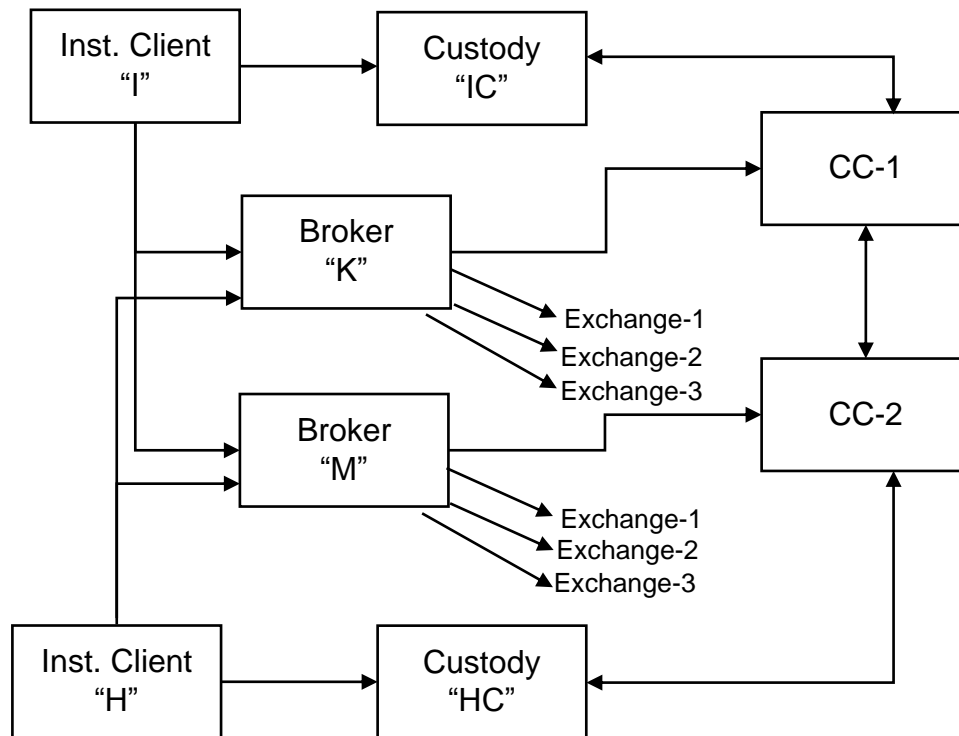 Inst. Client
“I”
Custody
“IC”
CC-1
Broker
“K”
Exchange-1
Exchange-2
Exchange-3
CC-2
Broker
“M”
Exchange-1
Exchange-2
Exchange-3
Inst. Client
“H”
Custody
“HC”